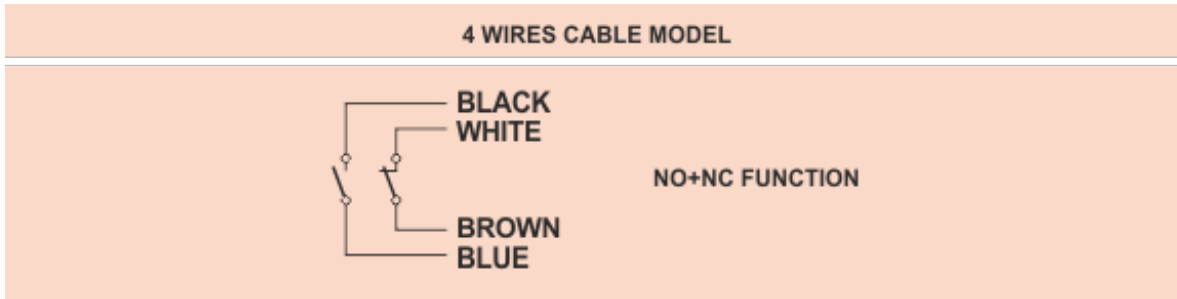 4 WIRES CABLE MODEL
BLACK
WHITE
NO+NC FUNCTION
BROWN
BLUE